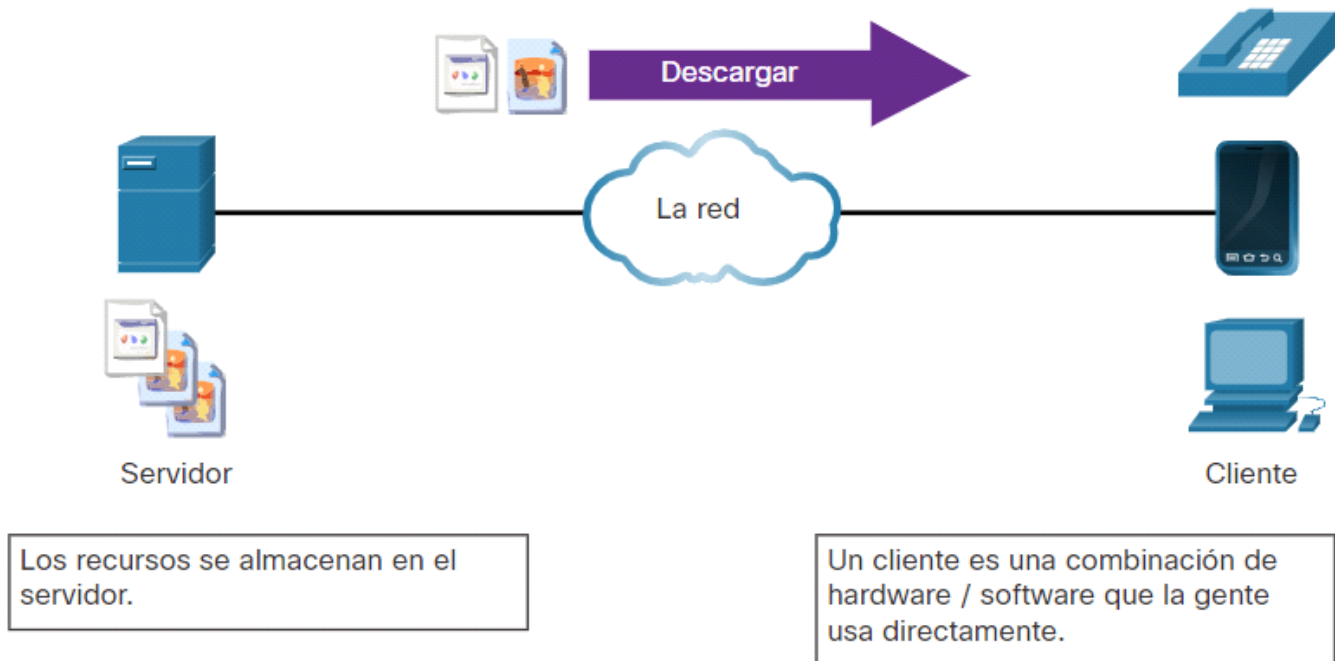 Descargar
La red
Servidor
Cliente
Los recursos se almacenan en el
servidor.
Un cliente es una combinación de
hardware / software que la gente
usa directamente.